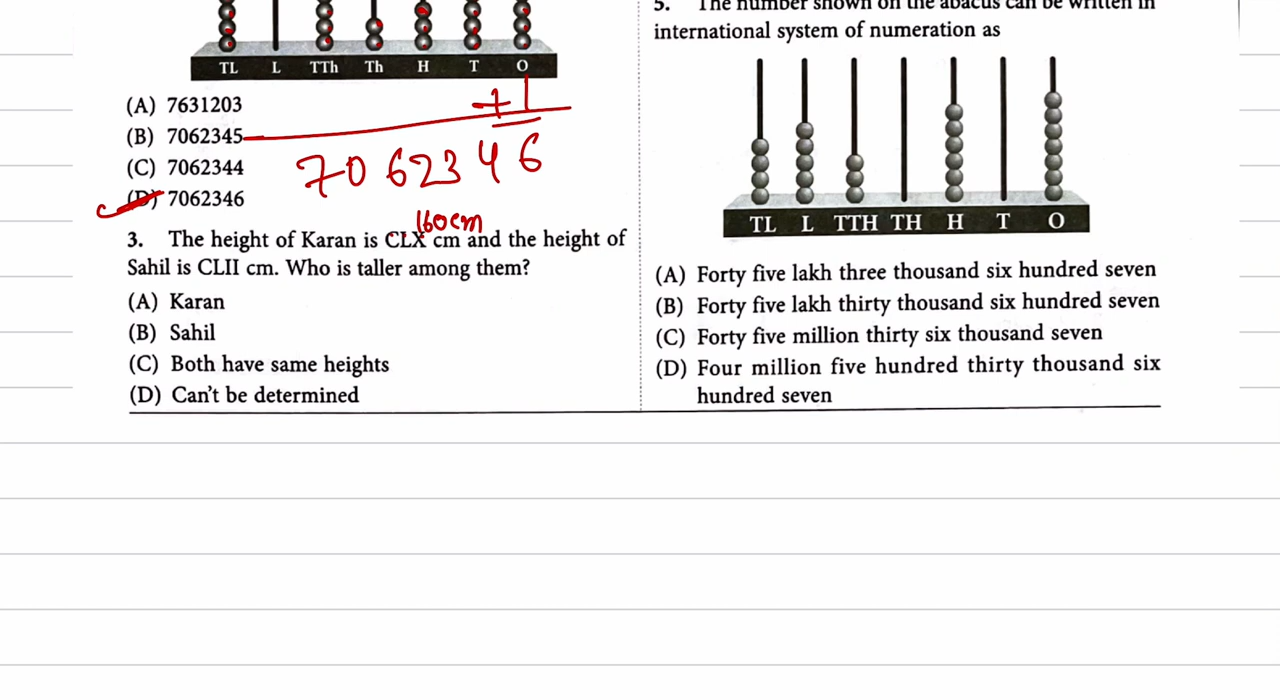 TL L TTh Th H T O
+1
(A) 7631203
(B) 7062345
(C) 7062344
(D) 7062346
7062346
160cm
3. The height of Karan is CLX cm and the height of
Sahil is CLII cm. Who is taller among them?
(A) Karan
(B) Sahil
(C) Both have same heights
(D) Can't be determined
5. The number shown on the abacus can be written in
international system of numeration as
TL L TTH TH H T O
(A) Forty five lakh three thousand six hundred seven
(B) Forty five lakh thirty thousand six hundred seven
(C) Forty five million thirty six thousand seven
(D) Four million five hundred thirty thousand six
hundred seven